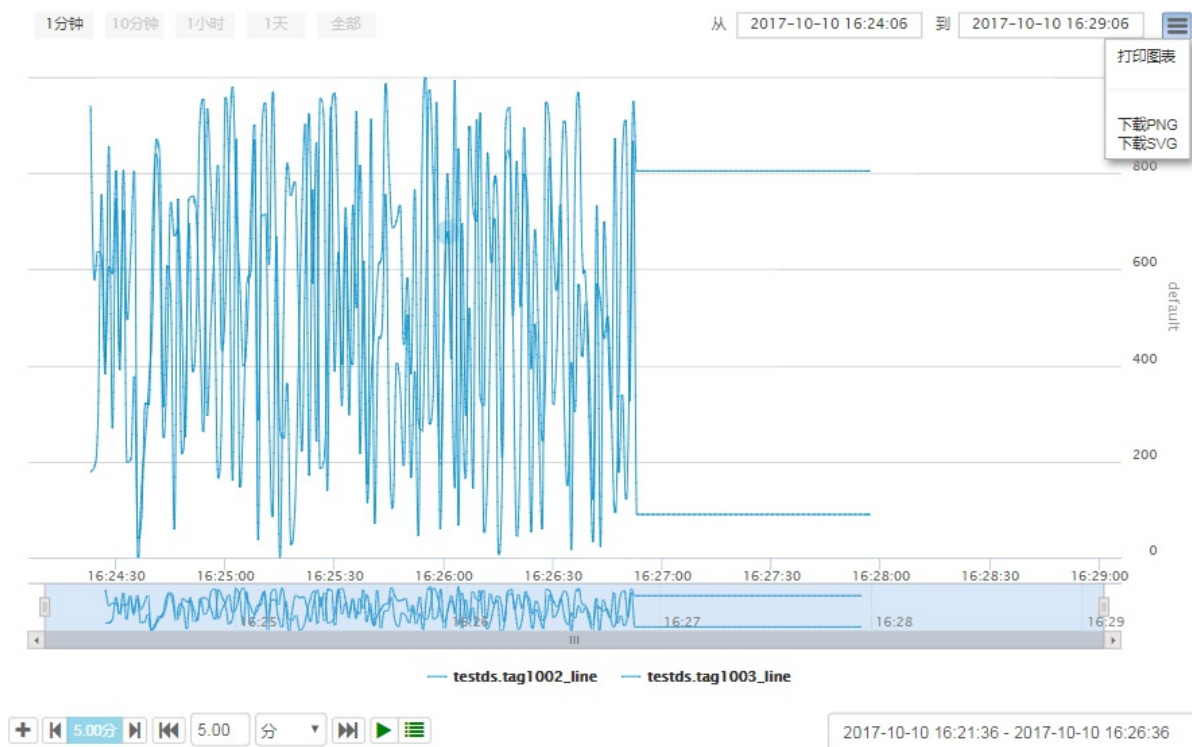 1分钟 10分钟 1小时 1天 全部 从 2017-10-10 16:24:06 到 2017-10-10 16:29:06
打印图表
下载PNG
下载SVG
800
600
default
400
200
0
16:24:30 16:25:00 16:25:30 16:26:00 16:26:30 16:27:00 16:27:30 16:28:00 16:28:30 16:29:00
16:25 16:26 16:27 16:28 16:29
testds.tag1002_line testds.tag1003_line
5.00分 5.00 分 2017-10-10 16:21:36 - 2017-10-10 16:26:36